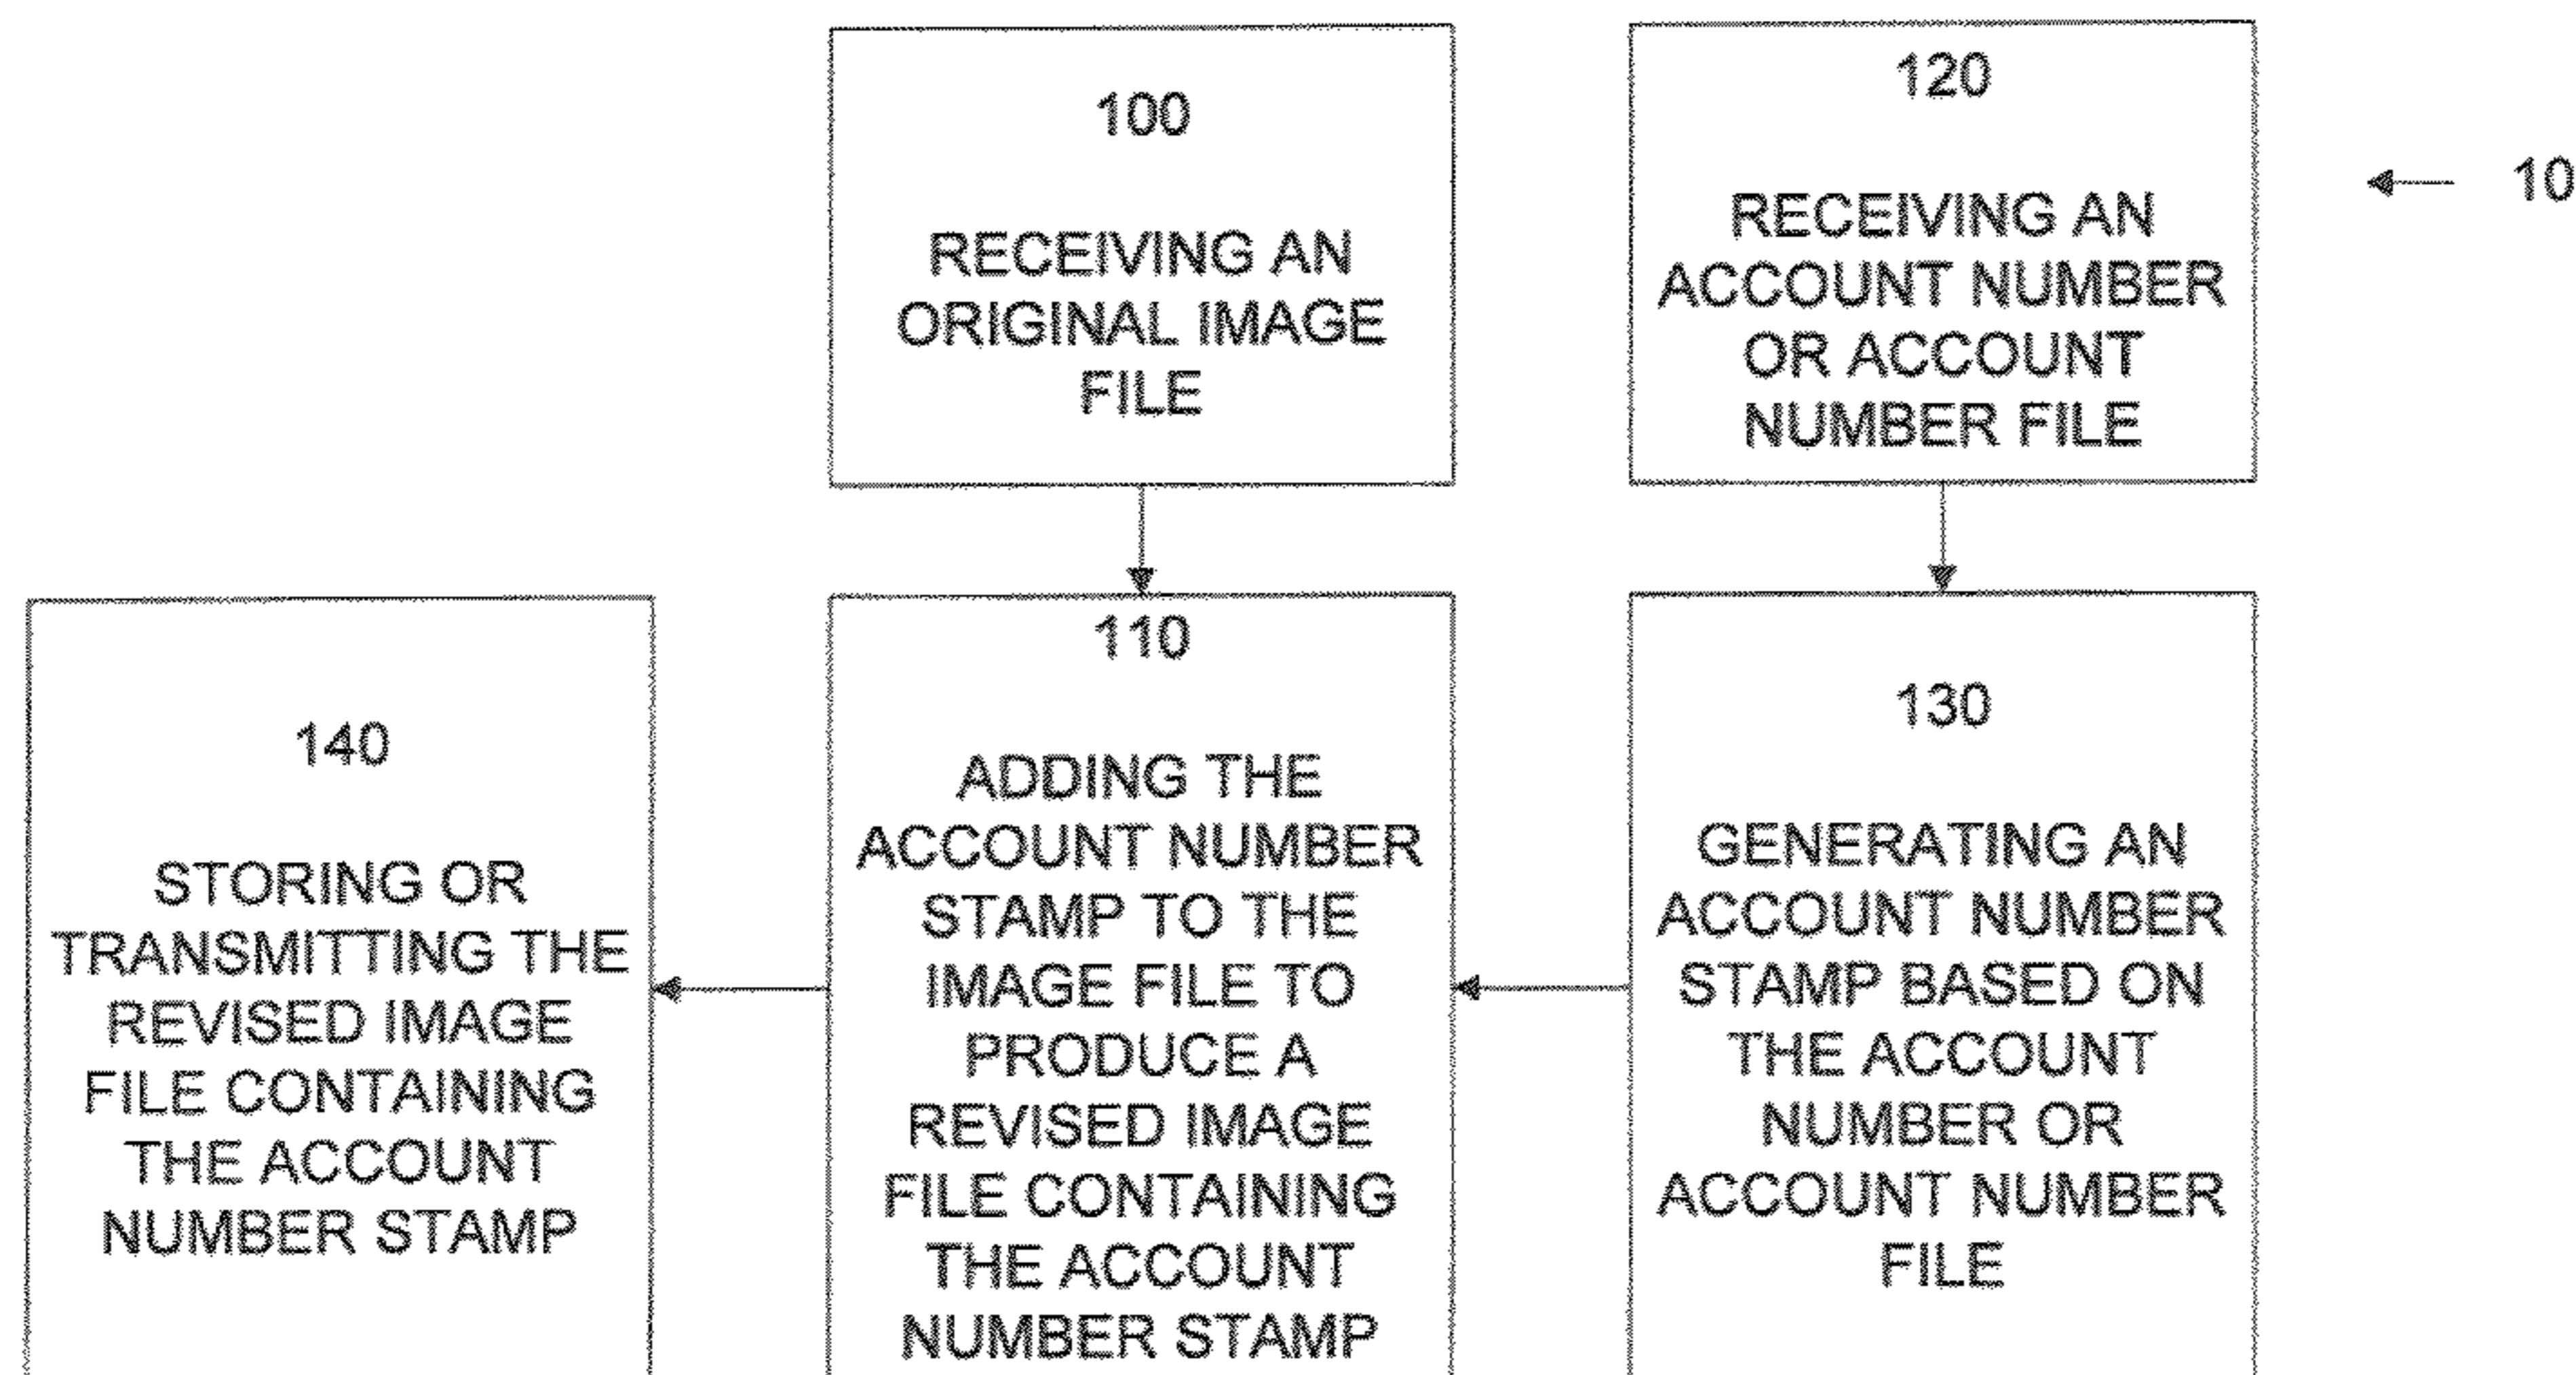 100
RECEIVING AN
ORIGINAL IMAGE
FILE
120
RECEIVING AN
ACCOUNT NUMBER
OR ACCOUNT
NUMBER FILE
10
140
STORING OR
TRANSMITTING THE
REVISED IMAGE
FILE CONTAINING
THE ACCOUNT
NUMBER STAMP
110
ADDING THE
ACCOUNT NUMBER
STAMP TO THE
IMAGE FILE TO
PRODUCE A
REVISED IMAGE
FILE CONTAINING
THE ACCOUNT
NUMBER STAMP
130
GENERATING AN
ACCOUNT NUMBER
STAMP BASED ON
THE ACCOUNT
NUMBER OR
ACCOUNT NUMBER
FILE